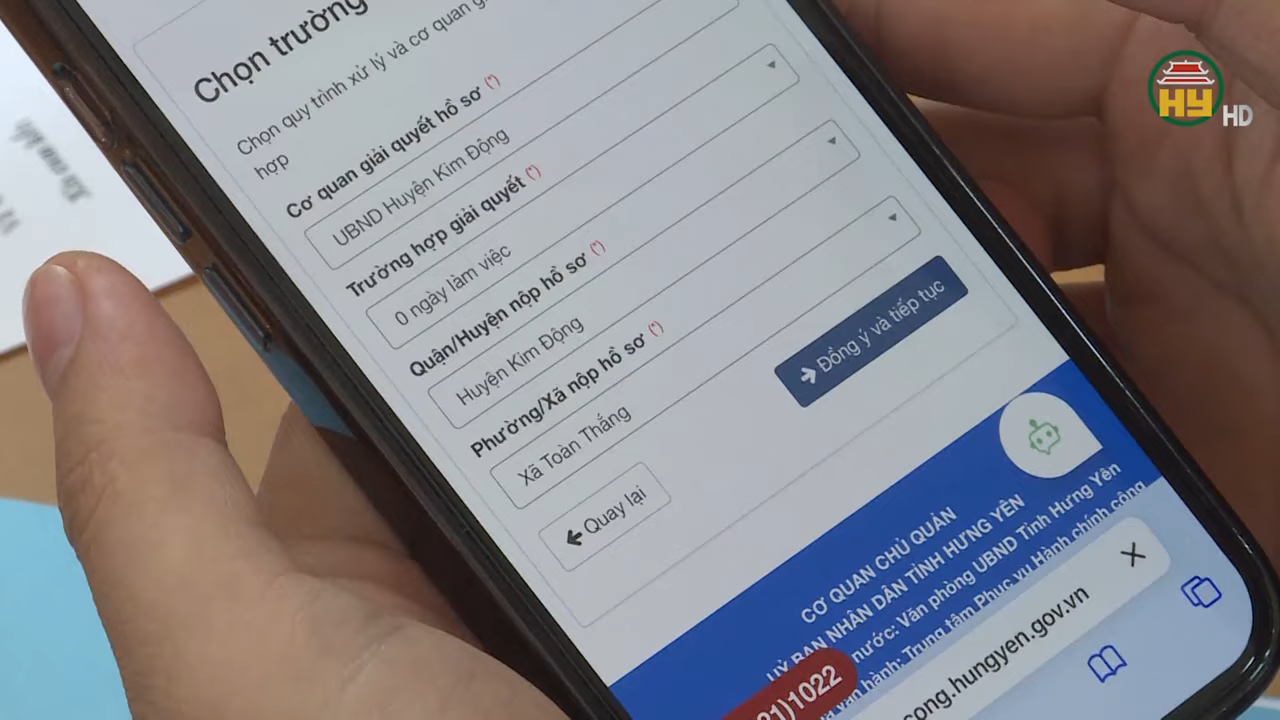 Chọn trường
Chọn quy trình xử lý và cơ quan
hợp
Cơ quan giải quyết hồ sơ (*)
UBND Huyện Kim Động
Trường hợp giải quyết (*)
0 ngày làm việc
Quận/Huyện nộp hồ sơ (*)
Huyện Kim Động
Phường/Xã nộp hồ sơ (*)
Xã Toàn Thắng
Đồng ý và tiếp tục
Quay lại
CƠ QUAN CHỦ QUẢN
UỶ BAN NHÂN DÂN TỈNH HƯNG YÊN
nước: Văn phòng UBND Tỉnh Hưng Yên
vận hành: Trung tâm Phục vụ Hành chính công
21)1022
cong.hungyen.gov.vn
HY HD